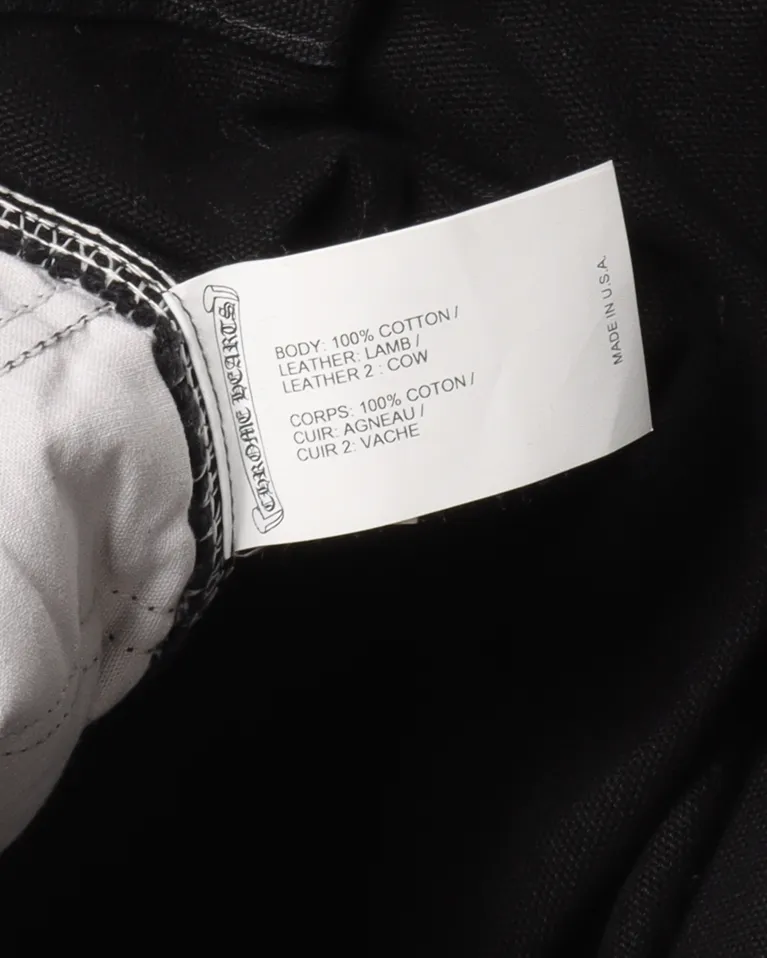 CHROME HEARTS
BODY: 100% COTTON /
LEATHER: LAMB /
LEATHER 2 : COW
CORPS: 100% COTON /
CUIR: AGNEAU /
CUIR 2: VACHE
MADE IN U.S.A.